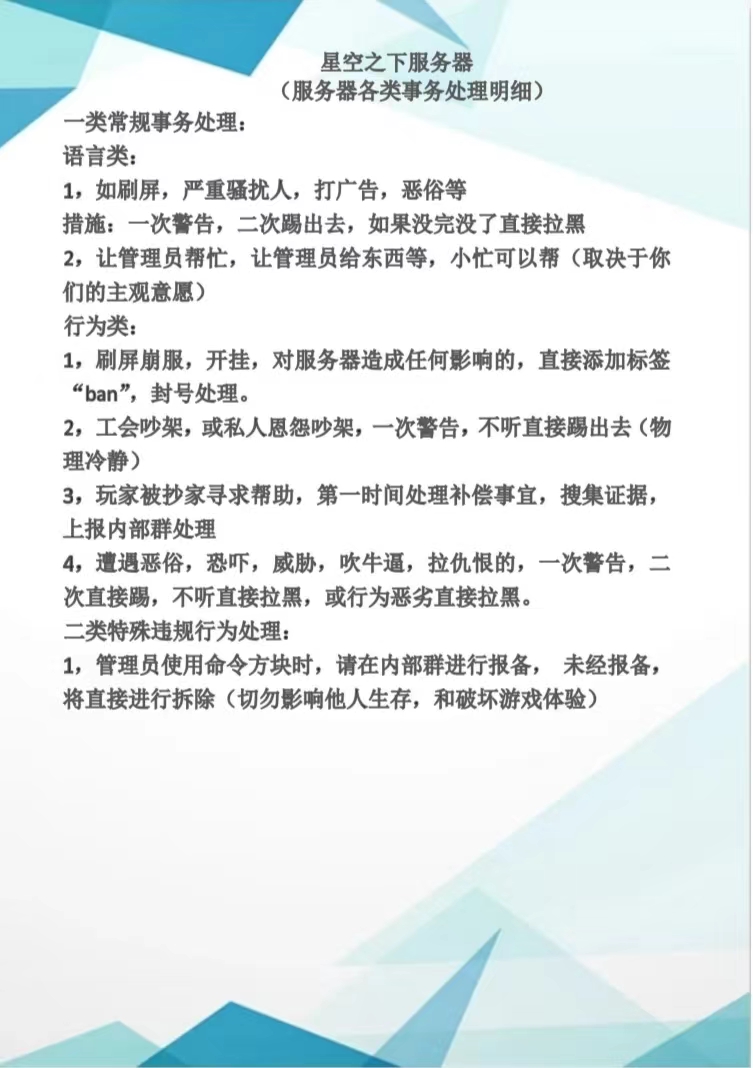 星空之下服务器
（服务器各类事务处理明细）
一类常规事务处理：
语言类：
1，如刷屏，严重骚扰人，打广告，恶俗等
措施：一次警告，二次踢出去，如果没完没了直接拉黑
2，让管理员帮忙，让管理员给东西等，小忙可以帮（取决于你
们的主观意愿）
行为类：
1，刷屏崩服，开挂，对服务器造成任何影响的，直接添加标签
“ban”，封号处理。
2，工会吵架，或私人恩怨吵架，一次警告，不听直接踢出去（物
理冷静）
3，玩家被抄家寻求帮助，第一时间处理补偿事宜，搜集证据，
上报内部群处理
4，遭遇恶俗，恐吓，威胁，吹牛逼，拉仇恨的，一次警告，二
次直接踢，不听直接拉黑，或行为恶劣直接拉黑。
二类特殊违规行为处理：
1，管理员使用命令方块时，请在内部群进行报备， 未经报备，
将直接进行拆除（切勿影响他人生存，和破坏游戏体验）